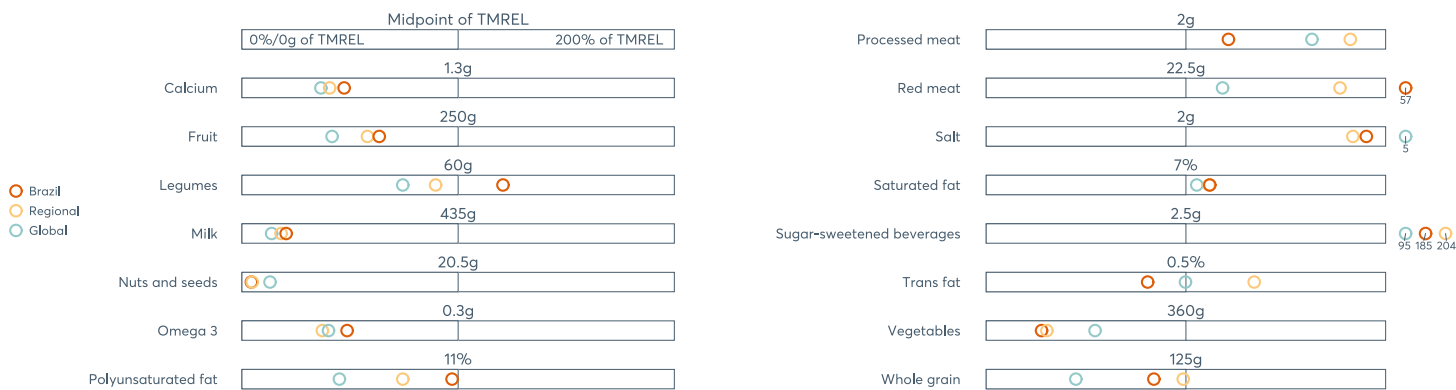 Midpoint of TMREL
0%/0g of TMREL
200% of TMREL
1.3g
Calcium
250g
Fruit
60g
Legumes
435g
Milk
20.5g
Nuts and seeds
0.3g
Omega 3
11%
Polyunsaturated fat
Brazil
Regional
Global
2g
Processed meat
22.5g
Red meat
57
2g
Salt
5
7%
Saturated fat
2.5g
Sugar-sweetened beverages
95 185 204
0.5%
Trans fat
360g
Vegetables
125g
Whole grain